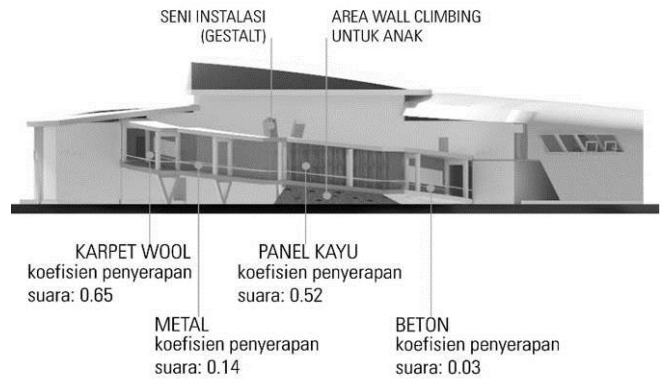 SENI INSTALASI
(GESTALT)
AREA WALL CLIMBING
UNTUK ANAK
KARPET WOOL
koefisien penyerapan
suara: 0.65
PANEL KAYU
koefisien penyerapan
suara: 0.52
METAL
koefisien penyerapan
suara: 0.14
BETON
koefisien penyerapan
suara: 0.03